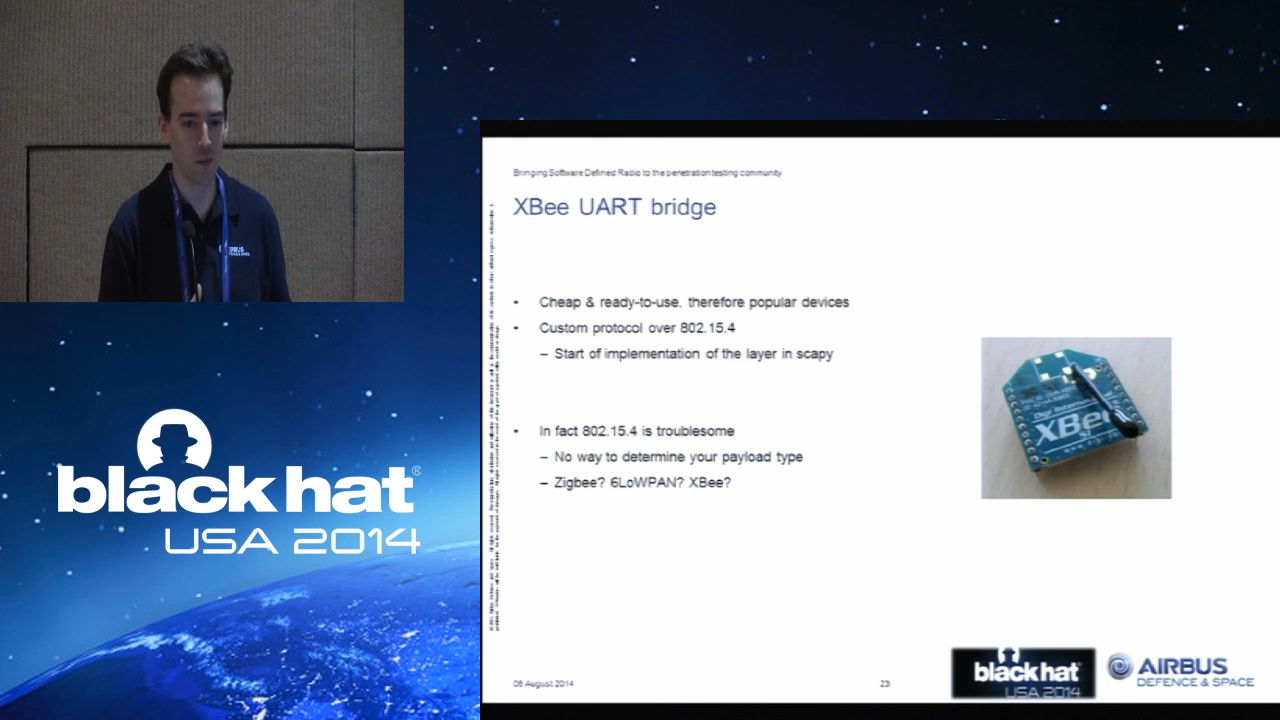 AIRBUS
black hat®
USA 2014
Bringing Software Defined Radio to the penetration testing community
XBee UART bridge
• Cheap & ready-to-use. therefore popular devices
• Custom protocol over 802.15.4
– Start of implementation of the layer in scapy
• In fact 802.15.4 is troublesome
– No way to determine your payload type
– Zigbee? 6LoWPAN? XBee?
Digi
XBee
06 August 2014
23
black hat
USA 2014
AIRBUS
DEFENCE & SPACE